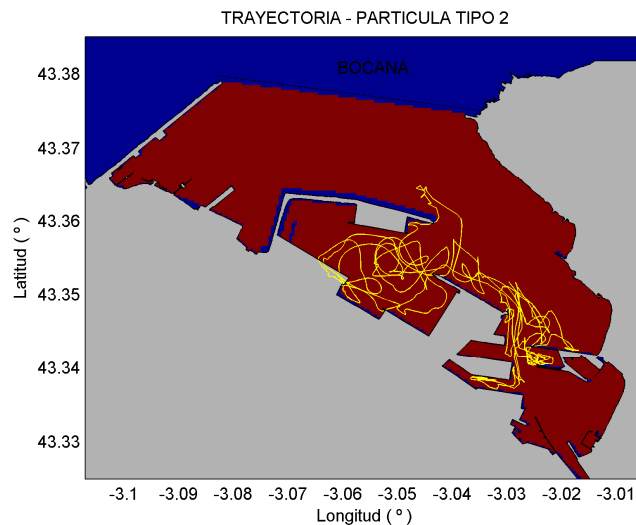 TRAYECTORIA - PARTICULA TIPO 2
BOCANA
43.38
43.37
43.36
43.35
43.34
43.33
Latitud ( º )
-3.1 -3.09 -3.08 -3.07 -3.06 -3.05 -3.04 -3.03 -3.02 -3.01
Longitud ( º )